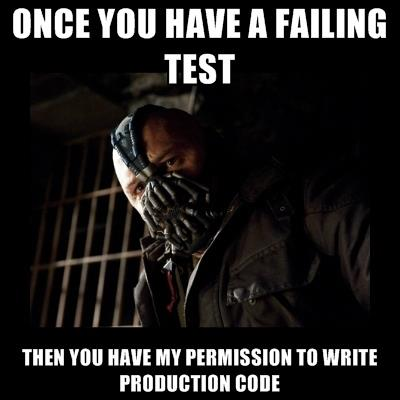 ONCE YOU HAVE A FAILING
TEST
THEN YOU HAVE MY PERMISSION TO WRITE
PRODUCTION CODE